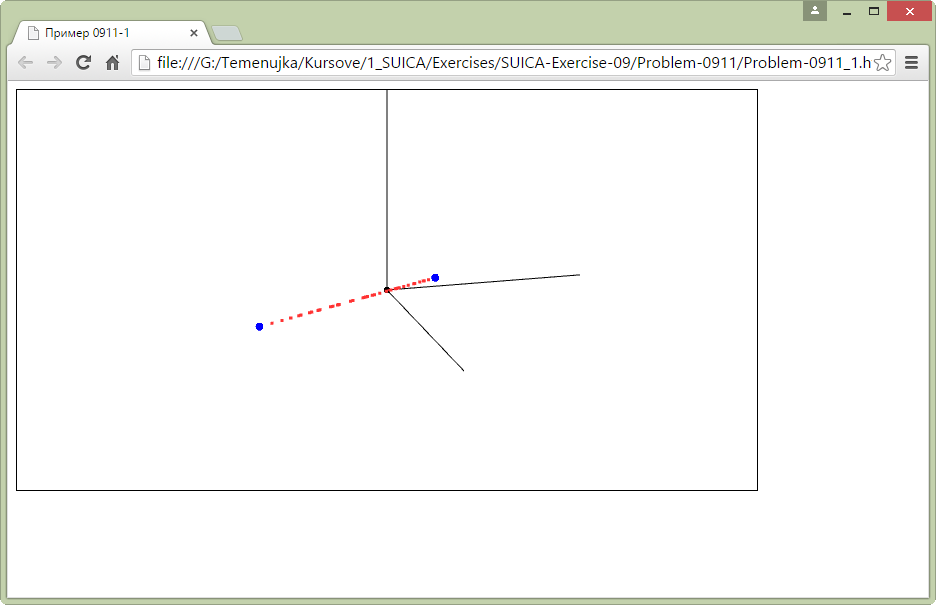 Пример 0911-1
file:///G:/Temenujka/Kursove/1_SUICA/Exercises/SUICA-Exercise-09/Problem-0911/Problem-0911_1.h